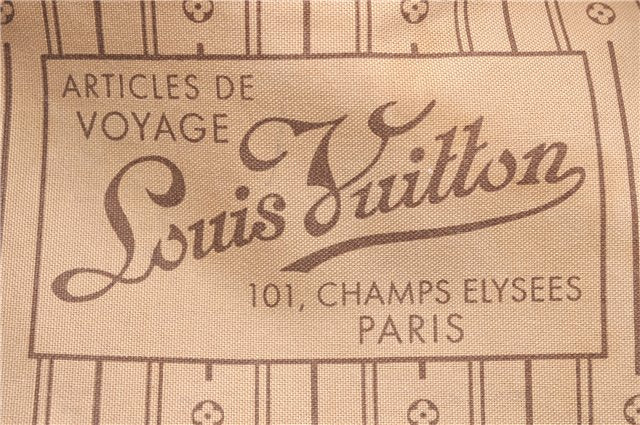 ARTICLES DE
VOYAGE
Louis Vuitton
101, CHAMPS ELYSEES
PARIS